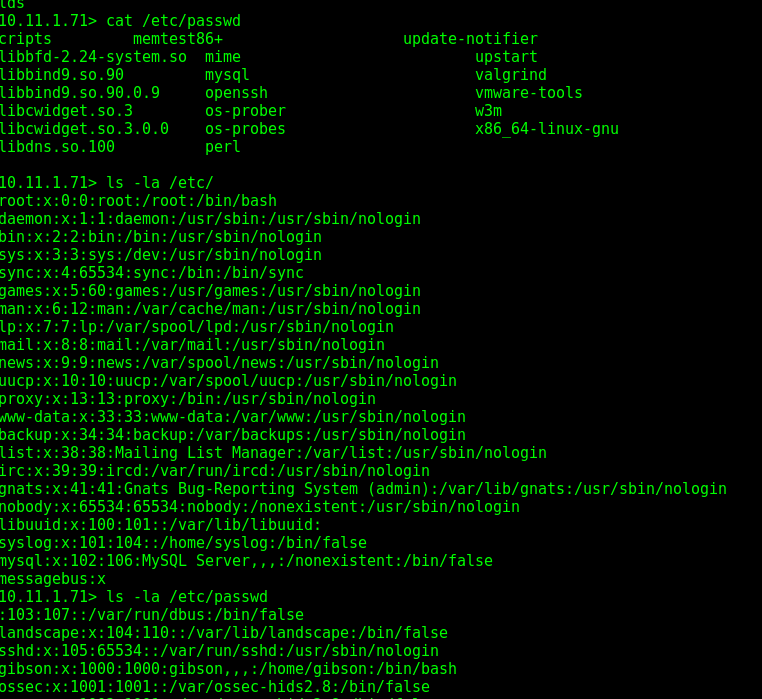 lds
10.11.1.71> cat /etc/passwd
cripts memtest86+ update-notifier
libbfd-2.24-system.so mime upstart
libbind9.so.90 mysql valgrind
libbind9.so.90.0.9 openssh vmware-tools
libcwidget.so.3 os-prober w3m
libcwidget.so.3.0.0 os-probes x86_64-linux-gnu
libdns.so.100 perl
10.11.1.71> ls -la /etc/
root:x:0:0:root:/root:/bin/bash
daemon:x:1:1:daemon:/usr/sbin:/usr/sbin/nologin
bin:x:2:2:bin:/bin:/usr/sbin/nologin
sys:x:3:3:sys:/dev:/usr/sbin/nologin
sync:x:4:65534:sync:/bin:/bin/sync
games:x:5:60:games:/usr/games:/usr/sbin/nologin
man:x:6:12:man:/var/cache/man:/usr/sbin/nologin
lp:x:7:7:lp:/var/spool/lpd:/usr/sbin/nologin
mail:x:8:8:mail:/var/mail:/usr/sbin/nologin
news:x:9:9:news:/var/spool/news:/usr/sbin/nologin
uucp:x:10:10:uucp:/var/spool/uucp:/usr/sbin/nologin
proxy:x:13:13:proxy:/bin:/usr/sbin/nologin
www-data:x:33:33:www-data:/var/www:/usr/sbin/nologin
backup:x:34:34:backup:/var/backups:/usr/sbin/nologin
list:x:38:38:Mailing List Manager:/var/list:/usr/sbin/nologin
irc:x:39:39:ircd:/var/run/ircd:/usr/sbin/nologin
gnats:x:41:41:Gnats Bug-Reporting System (admin):/var/lib/gnats:/usr/sbin/nologin
nobody:x:65534:65534:nobody:/nonexistent:/usr/sbin/nologin
libuuid:x:100:101::/var/lib/libuuid:
syslog:x:101:104::/home/syslog:/bin/false
mysql:x:102:106:MySQL Server,,,:/nonexistent:/bin/false
messagebus:x
10.11.1.71> ls -la /etc/passwd
:103:107::/var/run/dbus:/bin/false
landscape:x:104:110::/var/lib/landscape:/bin/false
sshd:x:105:65534::/var/run/sshd:/usr/sbin/nologin
gibson:x:1000:1000:gibson,,,:/home/gibson:/bin/bash
ossec:x:1001:1001::/var/ossec-hids2.8:/bin/false